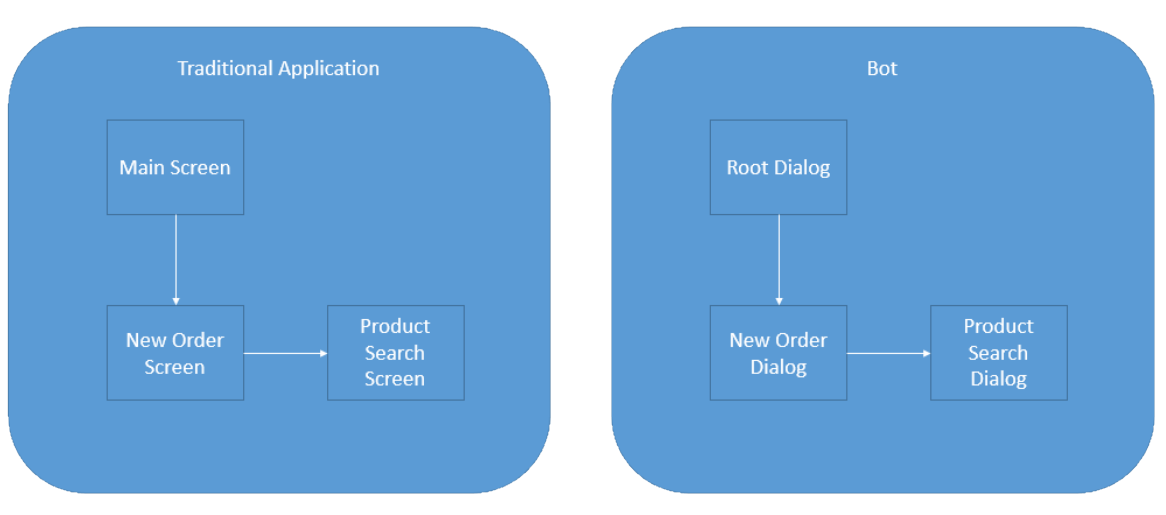 Traditional Application
Main Screen
New Order
Screen
Product
Search
Screen
Bot
Root Dialog
New Order
Dialog
Product
Search
Dialog